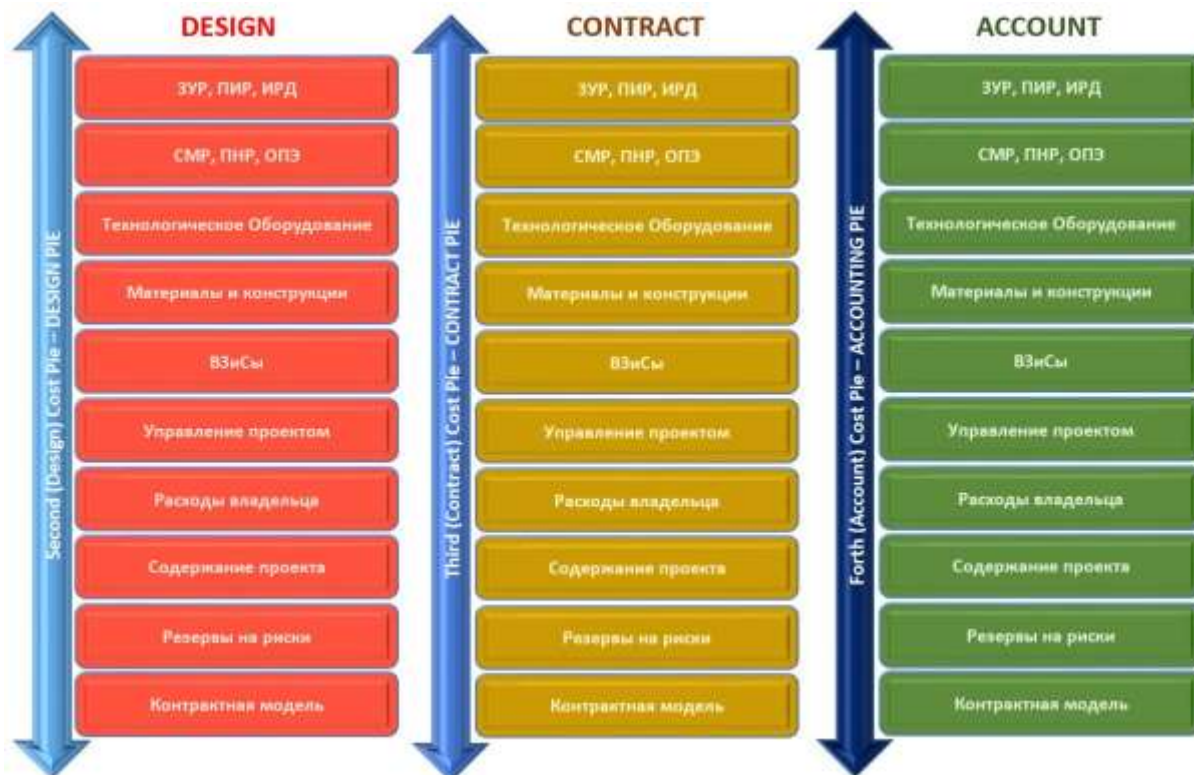 DESIGN
Second (Design) Cost Pie – DESIGN PIE
ЗУР, ПИР, ИРД
СМР, ПНР, ОПЭ
Технологическое Оборудование
Материалы и конструкции
ВЗиСы
Управление проектом
Расходы владельца
Содержание проекта
Резервы на риски
Контрактная модель
CONTRACT
Third (Contract) Cost Pie – CONTRACT PIE
ЗУР, ПИР, ИРД
СМР, ПНР, ОПЭ
Технологическое Оборудование
Материалы и конструкции
ВЗиСы
Управление проектом
Расходы владельца
Содержание проекта
Резервы на риски
Контрактная модель
ACCOUNT
Forth (Account) Cost Pie – ACCOUNTING PIE
ЗУР, ПИР, ИРД
СМР, ПНР, ОПЭ
Технологическое Оборудование
Материалы и конструкции
ВЗиСы
Управление проектом
Расходы владельца
Содержание проекта
Резервы на риски
Контрактная модель